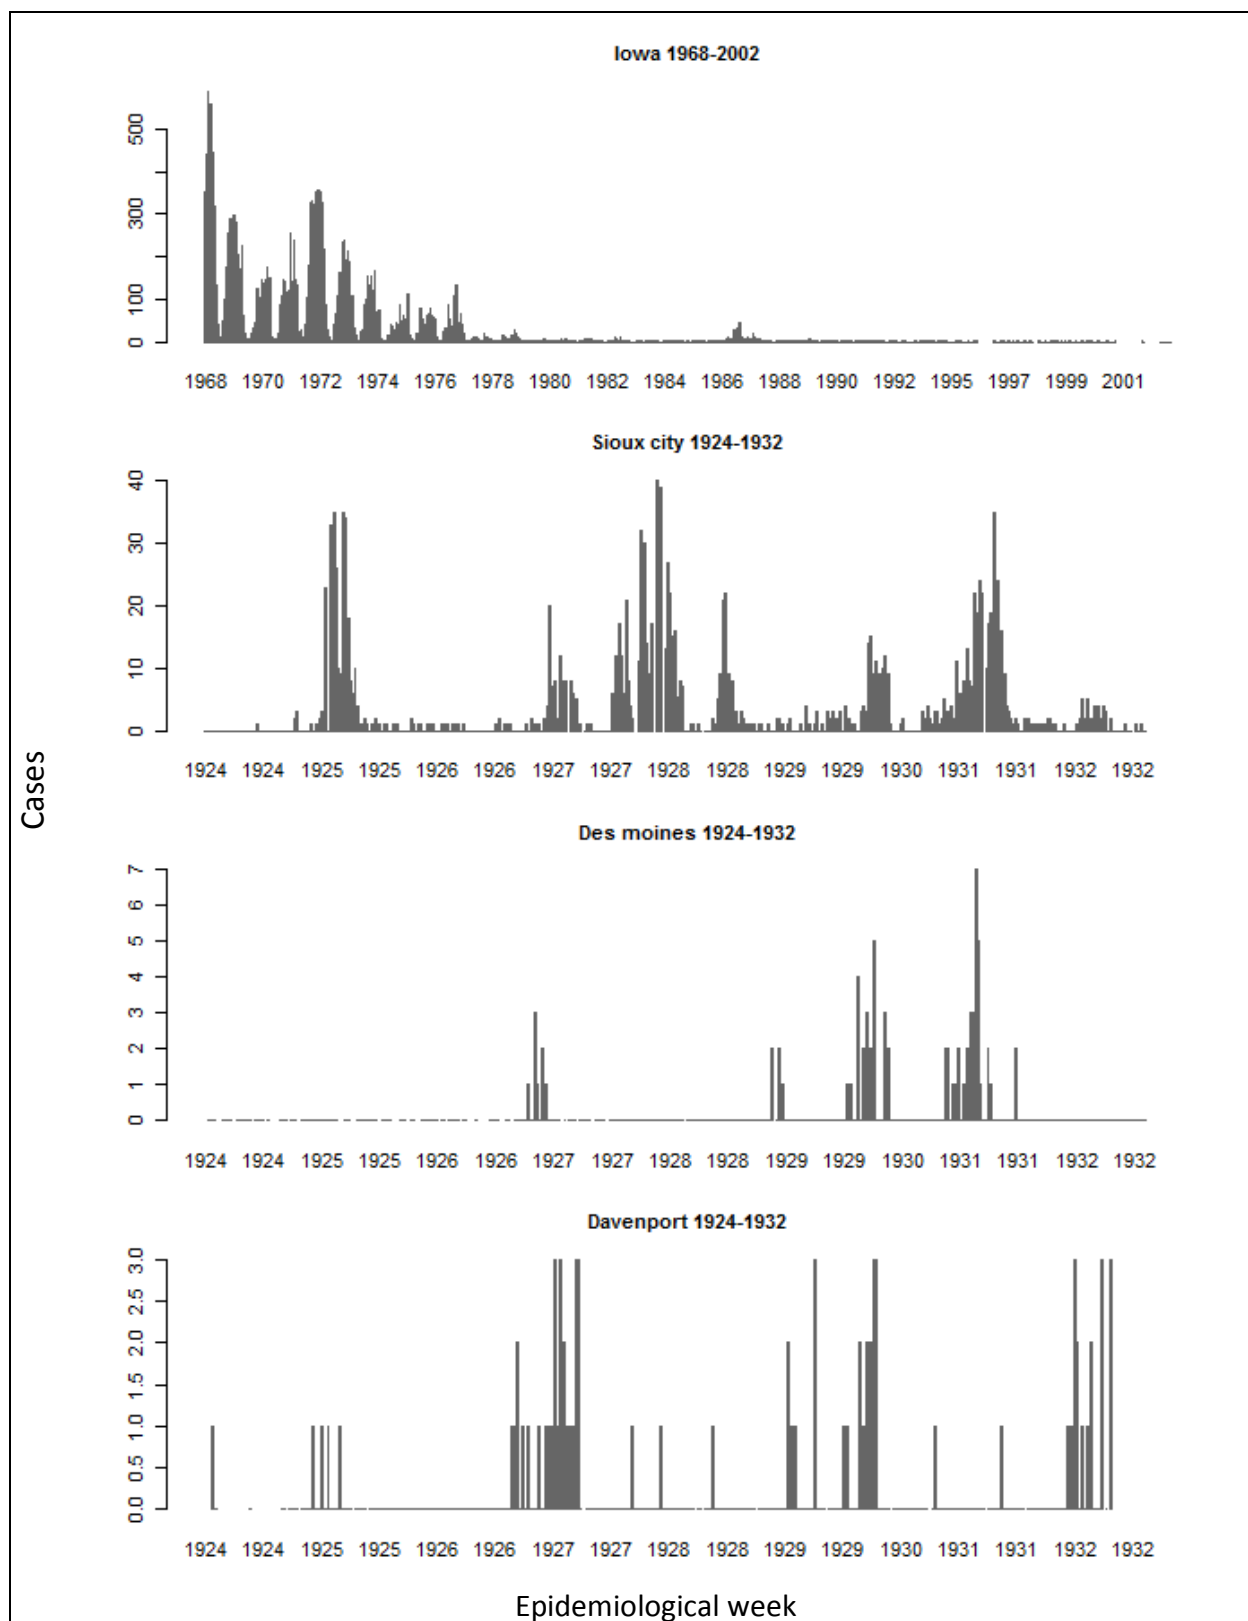 Iowa 1968-2002
500
300
100
0
1968 1970 1972 1974 1976 1978 1980 1982 1984 1986 1988 1990 1992 1995 1997 1999 2001
Sioux city 1924-1932
40
30
20
10
0
1924 1924 1925 1925 1926 1926 1927 1927 1928 1928 1929 1929 1930 1931 1931 1932 1932
Cases
Des moines 1924-1932
7
6
5
4
3
2
1
0
1924 1924 1925 1925 1926 1926 1927 1927 1928 1928 1929 1929 1930 1931 1931 1932 1932
Davenport 1924-1932
3.0
2.5
2.0
1.5
1.0
0.5
0.0
1924 1924 1925 1925 1926 1926 1927 1927 1928 1928 1929 1929 1930 1931 1931 1932 1932
Epidemiological week